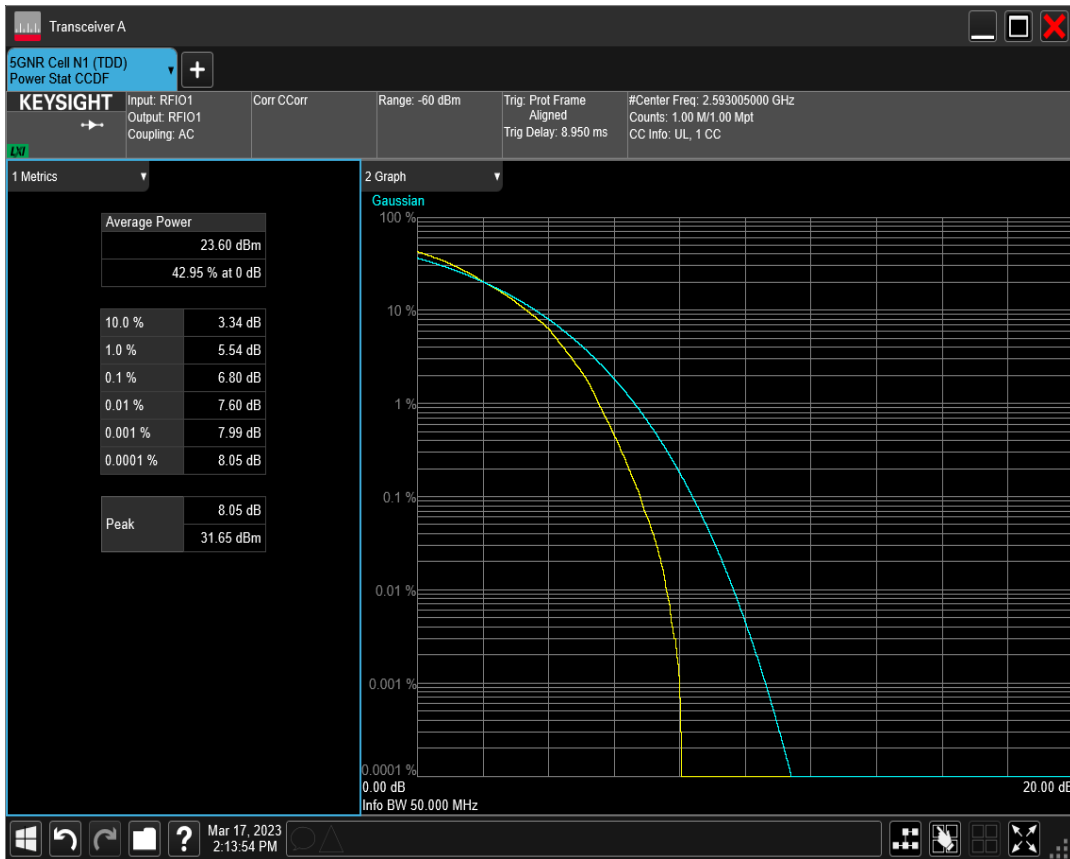 Transceiver A
5GNR Cell N1 (TDD)
Power Stat CCDF
KEYSIGHT
LXI
Input: RFIO1
Output: RFIO1
Coupling: AC
Corr CCorr
Range: -60 dBm
Trig: Prot Frame
Aligned
Trig Delay: 8.950 ms
#Center Freq: 2.593005000 GHz
Counts: 1.00 M/1.00 Mpt
CC Info: UL, 1 CC
1 Metrics
Average Power
23.60 dBm
42.95 % at 0 dB
10.0 % 3.34 dB
1.0 % 5.54 dB
0.1 % 6.80 dB
0.01 % 7.60 dB
0.001 % 7.99 dB
0.0001 % 8.05 dB
Peak
8.05 dB
31.65 dBm
2 Graph
Gaussian
100 %
10 %
1 %
0.1 %
0.01 %
0.001 %
0.0001 %
0.00 dB 20.00 dB
Info BW 50.000 MHz
Mar 17, 2023
2:13:54 PM